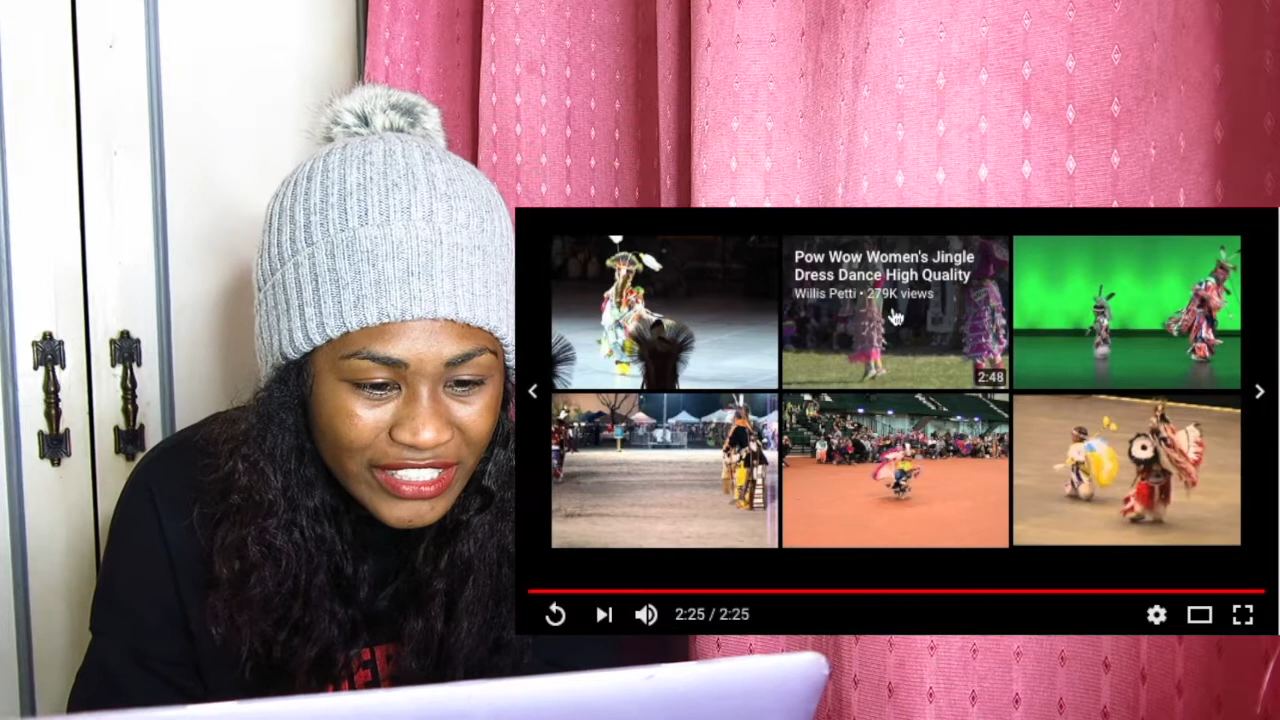 Pow Wow Women's Jingle
Dress Dance High Quality
Willis Petti • 279K views
2:48
2:25 / 2:25